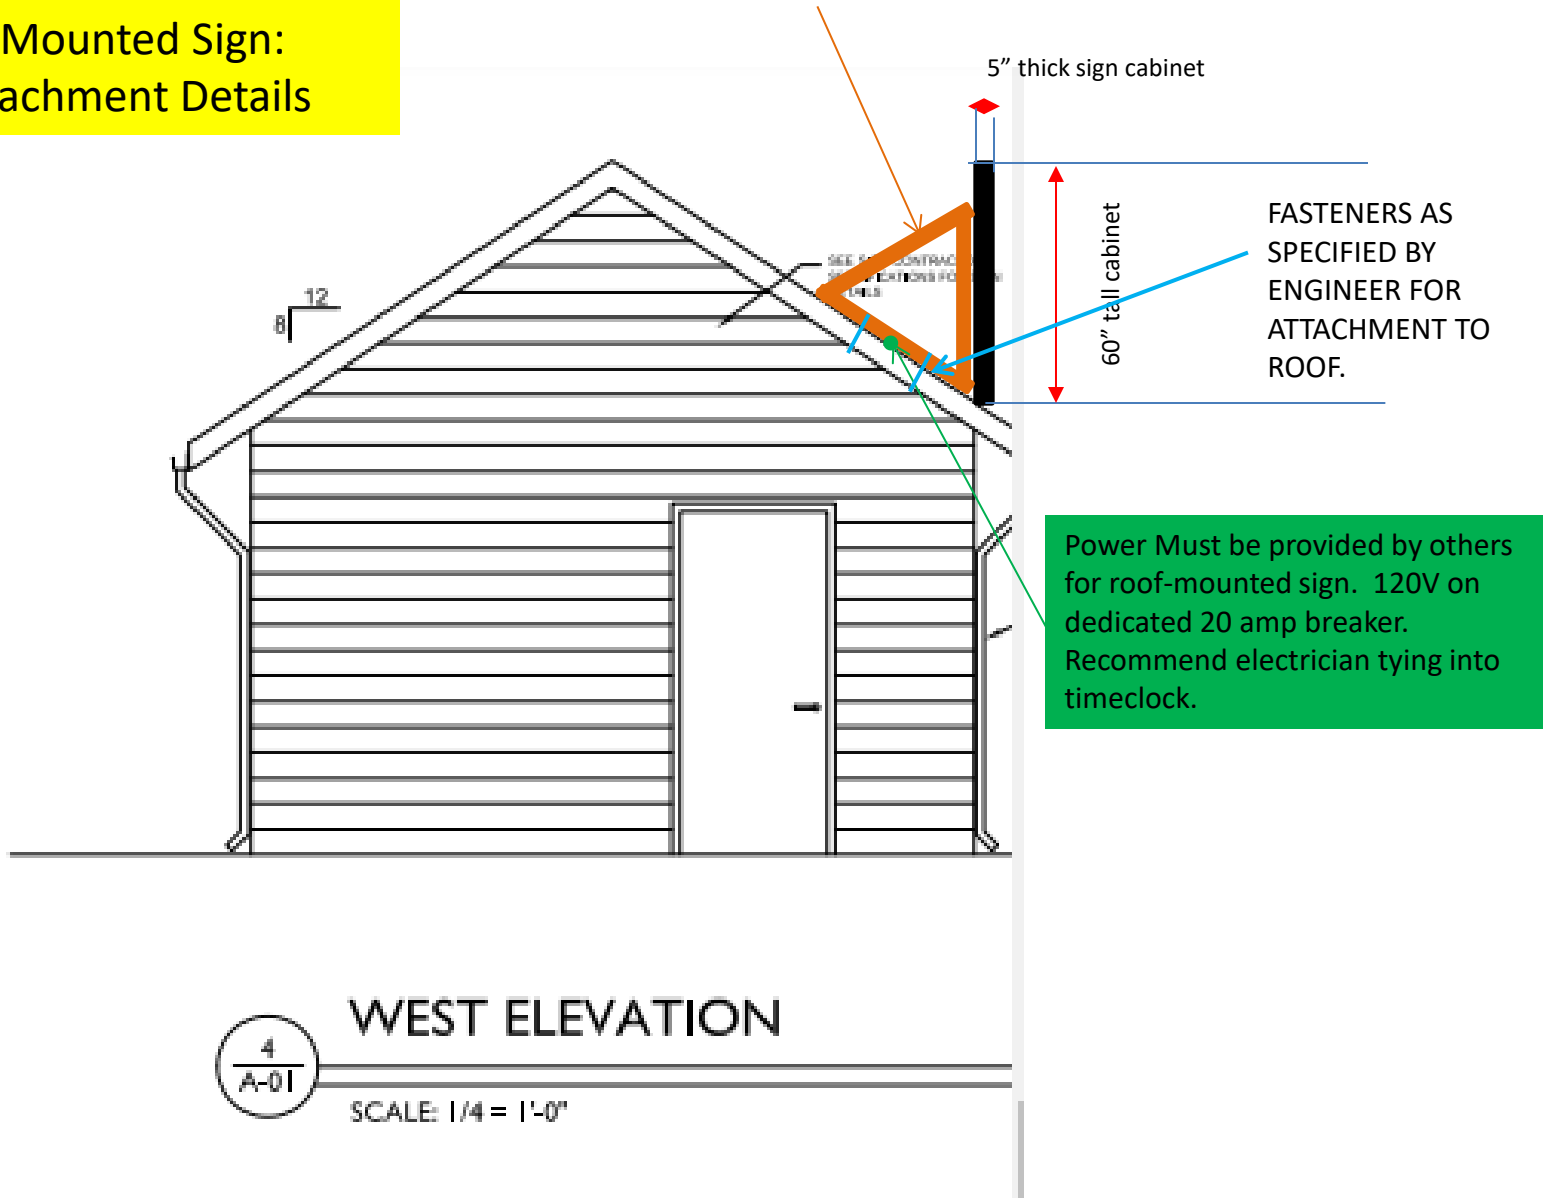 Mounted Sign:
achment Details
5” thick sign cabinet
60” tall cabinet
FASTENERS AS
SPECIFIED BY
ENGINEER FOR
ATTACHMENT TO
ROOF.
SEE
12
8
Power Must be provided by others
for roof-mounted sign.  120V on
dedicated 20 amp breaker.
Recommend electrician tying into
timeclock.
WEST ELEVATION
4
A-01
SCALE: 1/4 = 1'-0"